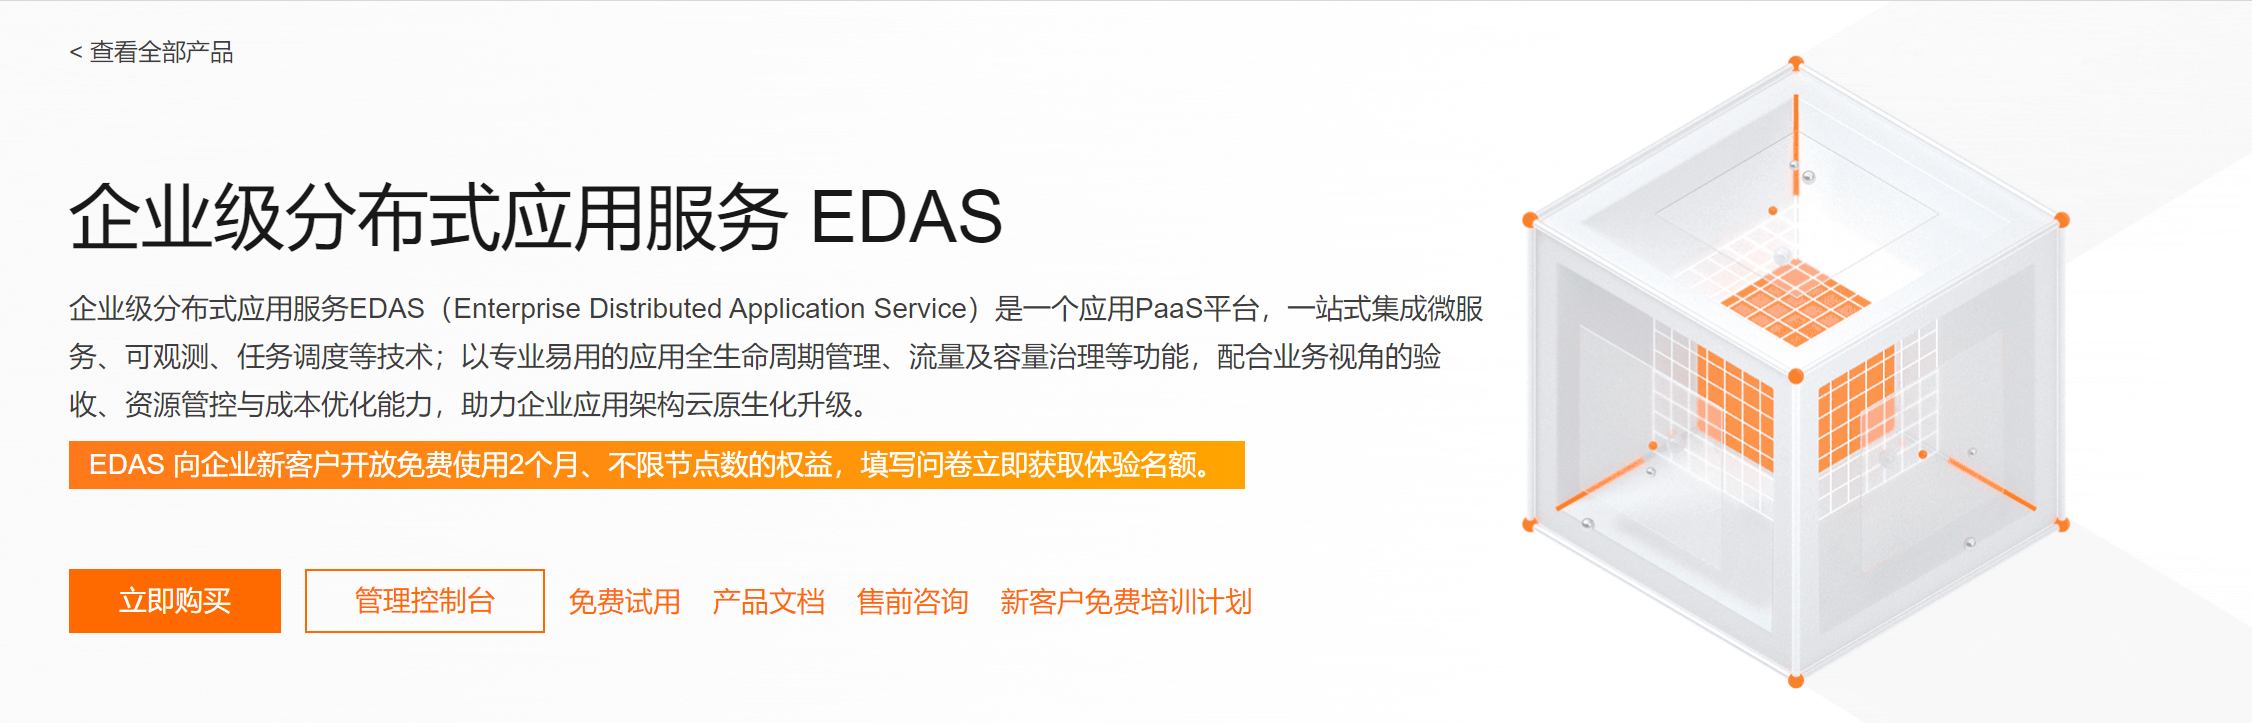 < 查看全部产品
企业级分布式应用服务 EDAS
企业级分布式应用服务EDAS（Enterprise Distributed Application Service）是一个应用PaaS平台，一站式集成微服
务、可观测、任务调度等技术；以专业易用的应用全生命周期管理、流量及容量治理等功能，配合业务视角的验
收、资源管控与成本优化能力，助力企业应用架构云原生化升级。
EDAS 向企业新客户开放免费使用2个月、不限节点数的权益，填写问卷立即获取体验名额。
立即购买 管理控制台 免费试用 产品文档 售前咨询 新客户免费培训计划